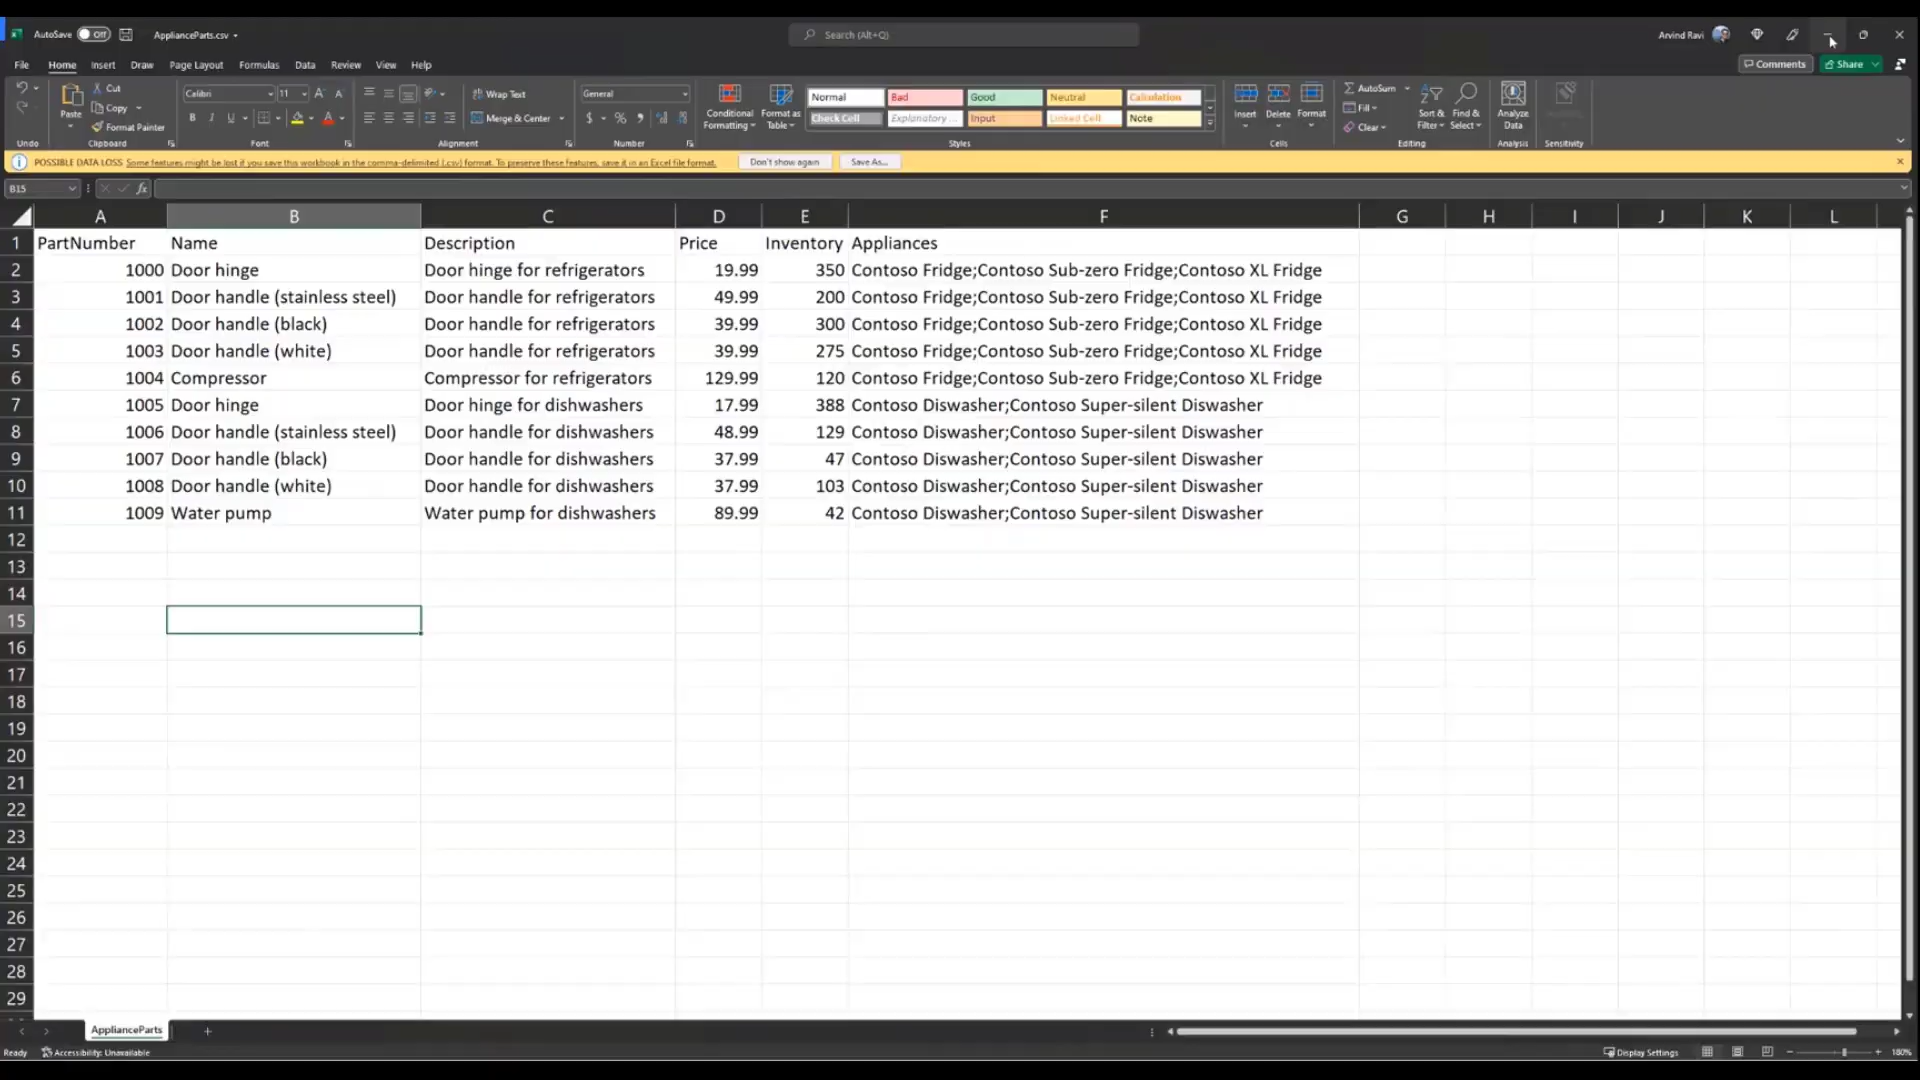 AutoSave Off ApplianceParts.csv Search (Alt+Q) Arvind Ravi
File Home Insert Draw Page Layout Formulas Data Review View Help Comments Share
Undo
Paste Cut Copy Format Painter Clipboard
Calibri 11 B I U Font
Wrap Text Merge & Center Alignment
General $ % Number
Conditional Formatting Format as Table
Normal Bad Good Neutral Calculation
Check Cell Explanatory ... Input Linked Cell Note
Styles
Insert Delete Format Cells
AutoSum Fill Clear Sort & Filter Find & Select Editing
Analyze Data Analysis
Sensitivity
POSSIBLE DATA LOSS Some features might be lost if you save this workbook in the comma-delimited (.csv) format. To preserve these features, save it in an Excel file format. Don't show again Save As...
B15 fx
A B C D E F G H I J K L
1 PartNumber Name Description Price Inventory Appliances
2 1000 Door hinge Door hinge for refrigerators 19.99 350 Contoso Fridge;Contoso Sub-zero Fridge;Contoso XL Fridge
3 1001 Door handle (stainless steel) Door handle for refrigerators 49.99 200 Contoso Fridge;Contoso Sub-zero Fridge;Contoso XL Fridge
4 1002 Door handle (black) Door handle for refrigerators 39.99 300 Contoso Fridge;Contoso Sub-zero Fridge;Contoso XL Fridge
5 1003 Door handle (white) Door handle for refrigerators 39.99 275 Contoso Fridge;Contoso Sub-zero Fridge;Contoso XL Fridge
6 1004 Compressor Compressor for refrigerators 129.99 120 Contoso Fridge;Contoso Sub-zero Fridge;Contoso XL Fridge
7 1005 Door hinge Door hinge for dishwashers 17.99 388 Contoso Diswasher;Contoso Super-silent Diswasher
8 1006 Door handle (stainless steel) Door handle for dishwashers 48.99 129 Contoso Diswasher;Contoso Super-silent Diswasher
9 1007 Door handle (black) Door handle for dishwashers 37.99 47 Contoso Diswasher;Contoso Super-silent Diswasher
10 1008 Door handle (white) Door handle for dishwashers 37.99 103 Contoso Diswasher;Contoso Super-silent Diswasher
11 1009 Water pump Water pump for dishwashers 89.99 42 Contoso Diswasher;Contoso Super-silent Diswasher
12
13
14
15
16
17
18
19
20
21
22
23
24
25
26
27
28
29
ApplianceParts
Ready Accessibility: Unavailable Display Settings 180%